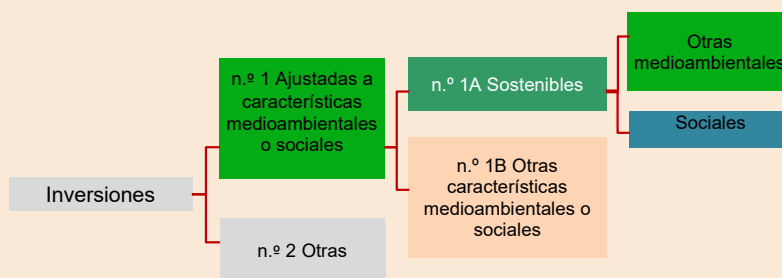 Inversiones
n.º 1 Ajustadas a
características
medioambientales
o sociales
n.º 2 Otras
n.º 1A Sostenibles
n.º 1B Otras
características
medioambientales o
sociales
Otras
medioambientales
Sociales